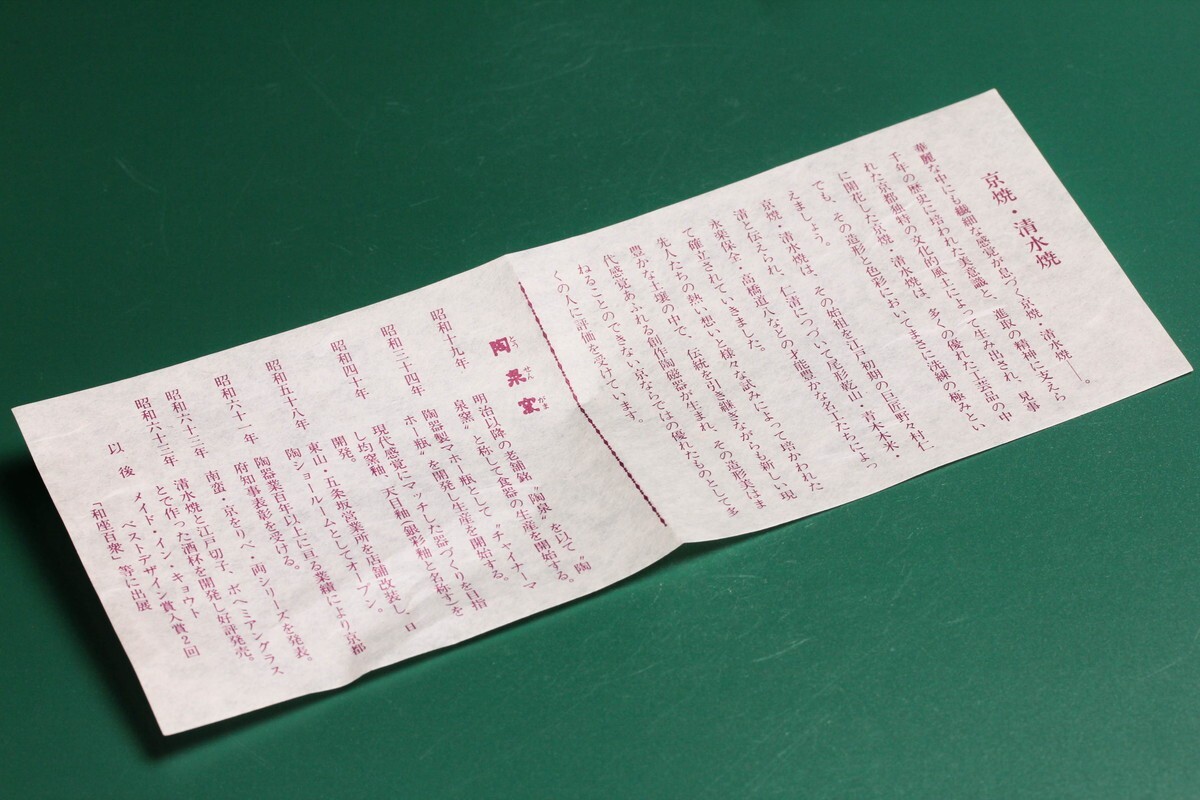 京焼・清水焼
華麗な中にも繊細な感覚が息づく京焼・清水焼――。
千年の歴史に培われた美意識と、進取の精神に支えら
れた京都独特の文化的風土によって生み出され、見事
に開花した京焼・清水焼は、多くの優れた工芸品の中
でも、その造形と色彩においてまさに洗練の極みとい
えましょう。
京焼・清水焼は、その始祖を江戸初期の巨匠野々村仁
清と伝えられ、仁清につづいて尾形乾山・青木木米・
永楽保全・高橋道八などの才能豊かな名士たちによっ
て確立されていきました。
先人たちの熱い想いと様々な試みによって培かわれた
豊かな土壌の中で、伝統を引き継ぎながらも新しい現
代感覚あふれる創作陶磁器が生まれ、その造形美はま
ねることのできない京ならではの優れたものとして多
くの人に評価を受けています。
陶泉窯
とう せん がま
昭和十九年 明治以降の老舗銘〝陶泉〟を以て〝陶
泉窯〟と称して食器の生産を開始する。
昭和三十四年 陶器製マホー瓶として〝チャイナーマ
ホー瓶〟を開発し生産を開始する。
昭和四十年 現代感覚にマッチした器づくりを目指
し均窯釉 天目釉(銀彩釉と名称す)を
開発。
昭和五十八年 東山・五条坂営業所を店舗改装し、日
陶ショールームとしてオープン。
昭和六十一年 陶器業百年以上に亘る業績により京都
府知事表彰を受ける。
昭和六十三年 南蛮・京をりべ・両シリーズを発表。
昭和六十三年 清水焼と江戸切子、ボヘミアングラス
とで作った酒杯を開発し好評発売。
以後 メイド・イン・キョウト
ベストデザイン賞入賞2回
「和座百衆」等に出展